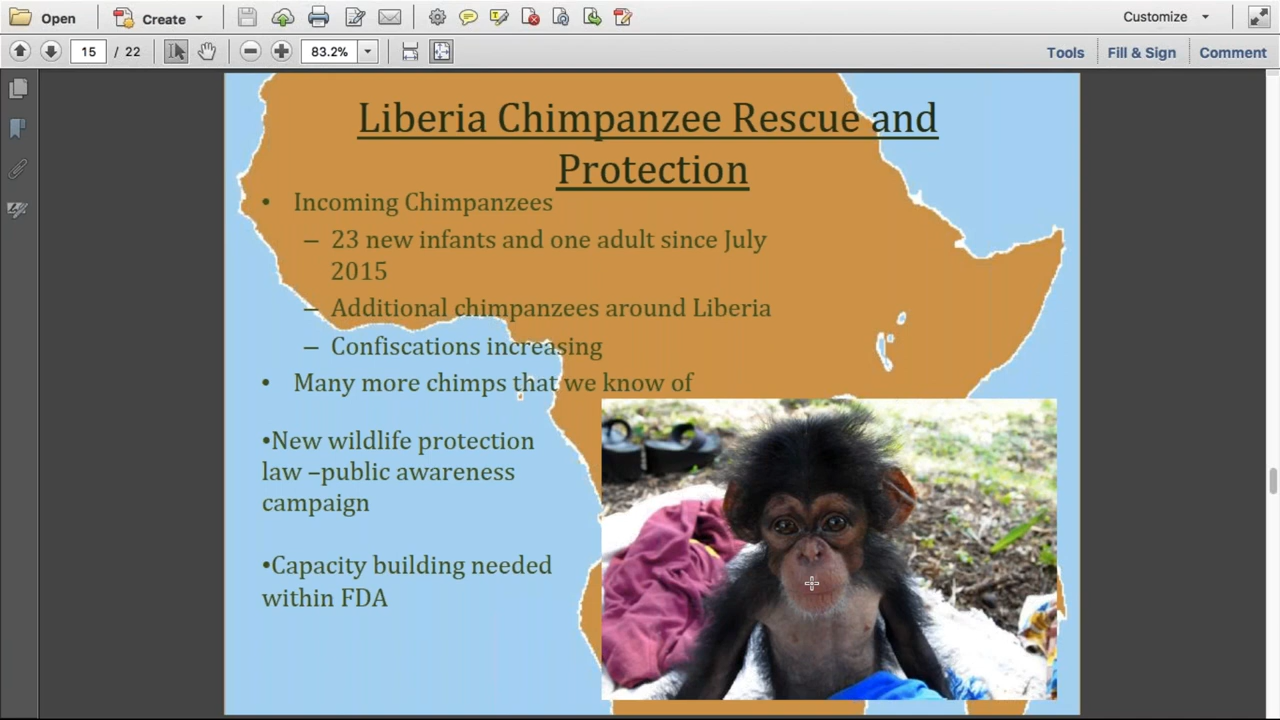 Open
Create
Customize
15 / 22
83.2%
Tools
Fill & Sign
Comment
Liberia Chimpanzee Rescue and
Protection
• Incoming Chimpanzees
– 23 new infants and one adult since July
2015
– Additional chimpanzees around Liberia
– Confiscations increasing
• Many more chimps that we know of
•New wildlife protection
law –public awareness
campaign
•Capacity building needed
within FDA